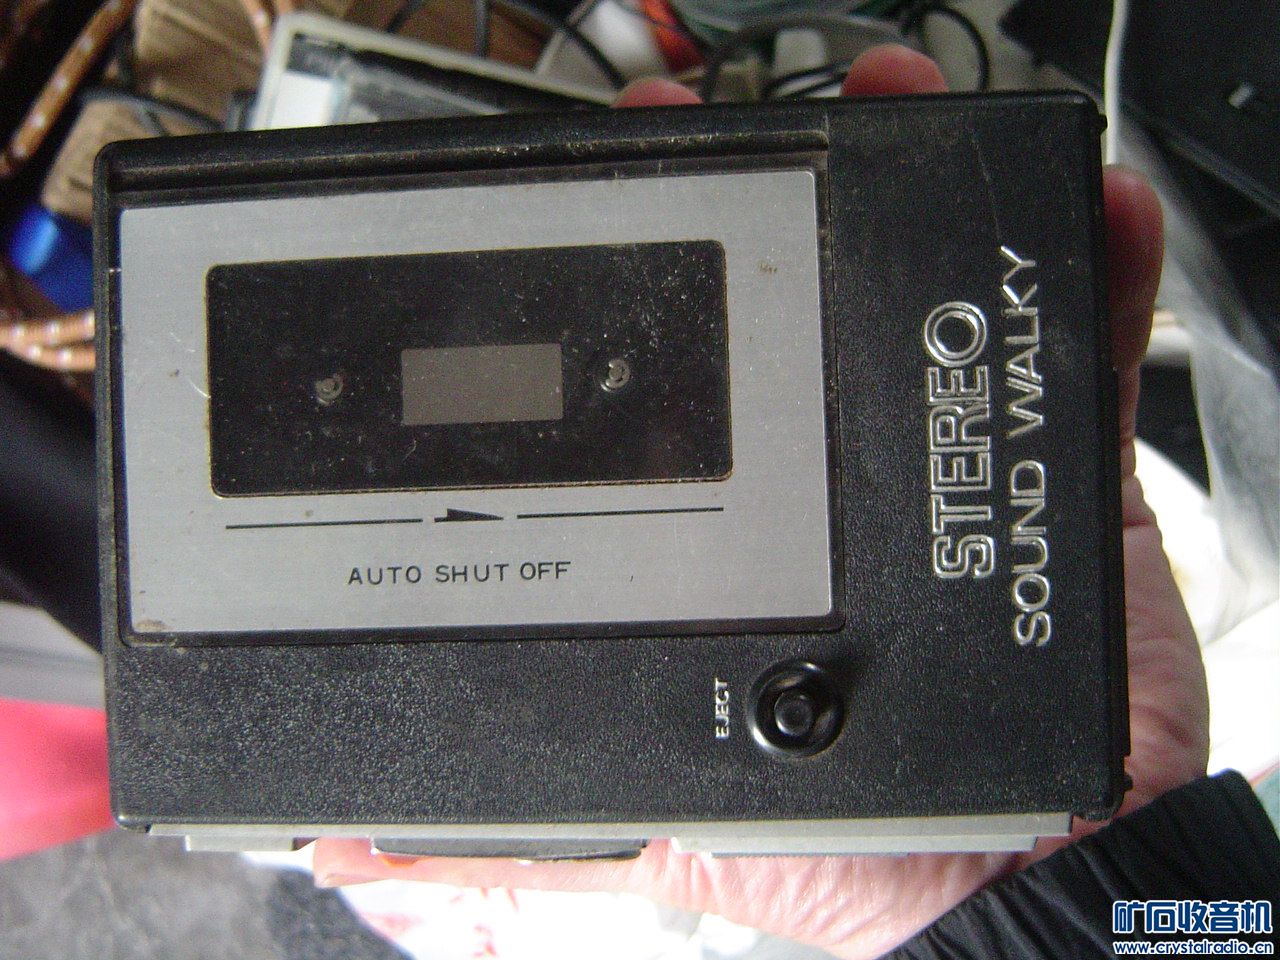 STEREO
SOUND WALKY
AUTO SHUT OFF
EJECT
矿石收音机
www.crystalradio.cn